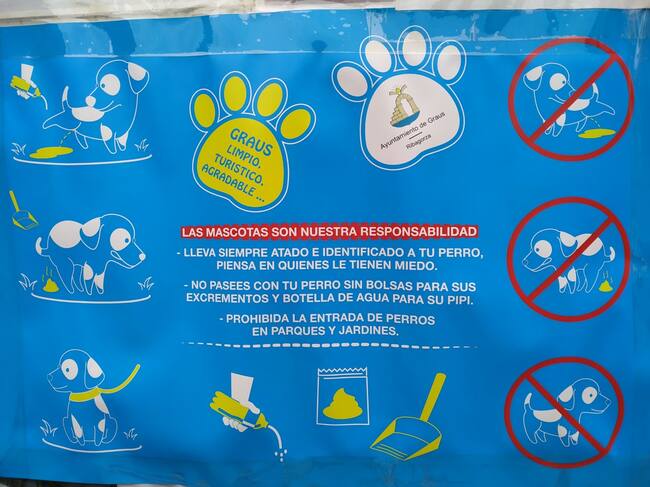 GRAUS
LIMPIO.
TURISTICO.
AGRADABLE ...
Ayuntamiento de Graus
Ribagorza
LAS MASCOTAS SON NUESTRA RESPONSABILIDAD
- LLEVA SIEMPRE ATADO E IDENTIFICADO A TU PERRO,
PIENSA EN QUIENES LE TIENEN MIEDO.
- NO PASEES CON TU PERRO SIN BOLSAS PARA SUS
EXCREMENTOS Y BOTELLA DE AGUA PARA SU PIPI.
- PROHIBIDA LA ENTRADA DE PERROS
EN PARQUES Y JARDINES.